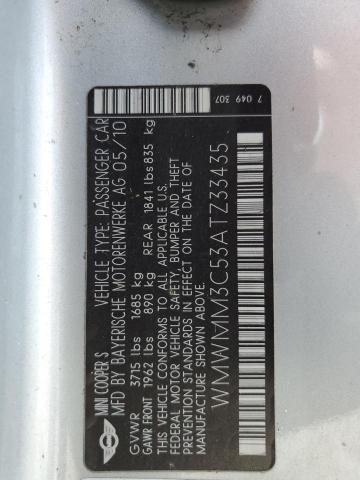 MINI COOPER S
VEHICLE TYPE: PASSENGER CAR
MFD BY BAYERISCHE MOTORENWERKE AG 05/10
GVWR 3715 lbs 1685 kg
GAWR FRONT 1962 lbs 890 kg REAR 1841 lbs 835 kg
THIS VEHICLE CONFORMS TO ALL APPLICABLE U.S.
FEDERAL MOTOR VEHICLE SAFETY, BUMPER AND THEFT
PREVENTION STANDARDS IN EFFECT ON THE DATE OF
MANUFACTURE SHOWN ABOVE.
WMWMM3C53ATZ33435
7 049 307